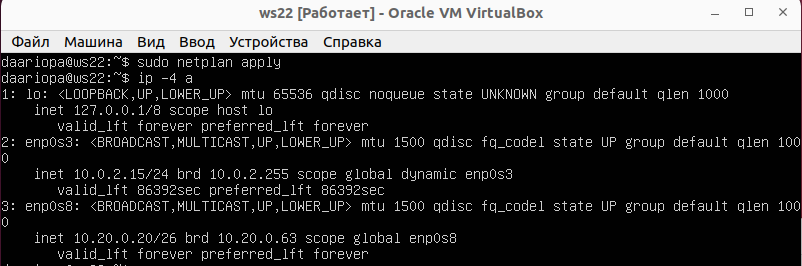 ws22 [Работает] - Oracle VM VirtualBox
Файл Машина Вид Ввод Устройства Справка
daariopa@ws22:~$ sudo netplan apply
daariopa@ws22:~$ ip -4 a
1: lo: <LOOPBACK,UP,LOWER_UP> mtu 65536 qdisc noqueue state UNKNOWN group default qlen 1000
    inet 127.0.0.1/8 scope host lo
       valid_lft forever preferred_lft forever
2: enp0s3: <BROADCAST,MULTICAST,UP,LOWER_UP> mtu 1500 qdisc fq_codel state UP group default qlen 100
0
    inet 10.0.2.15/24 brd 10.0.2.255 scope global dynamic enp0s3
       valid_lft 86392sec preferred_lft 86392sec
3: enp0s8: <BROADCAST,MULTICAST,UP,LOWER_UP> mtu 1500 qdisc fq_codel state UP group default qlen 100
0
    inet 10.20.0.20/26 brd 10.20.0.63 scope global enp0s8
       valid_lft forever preferred_lft forever